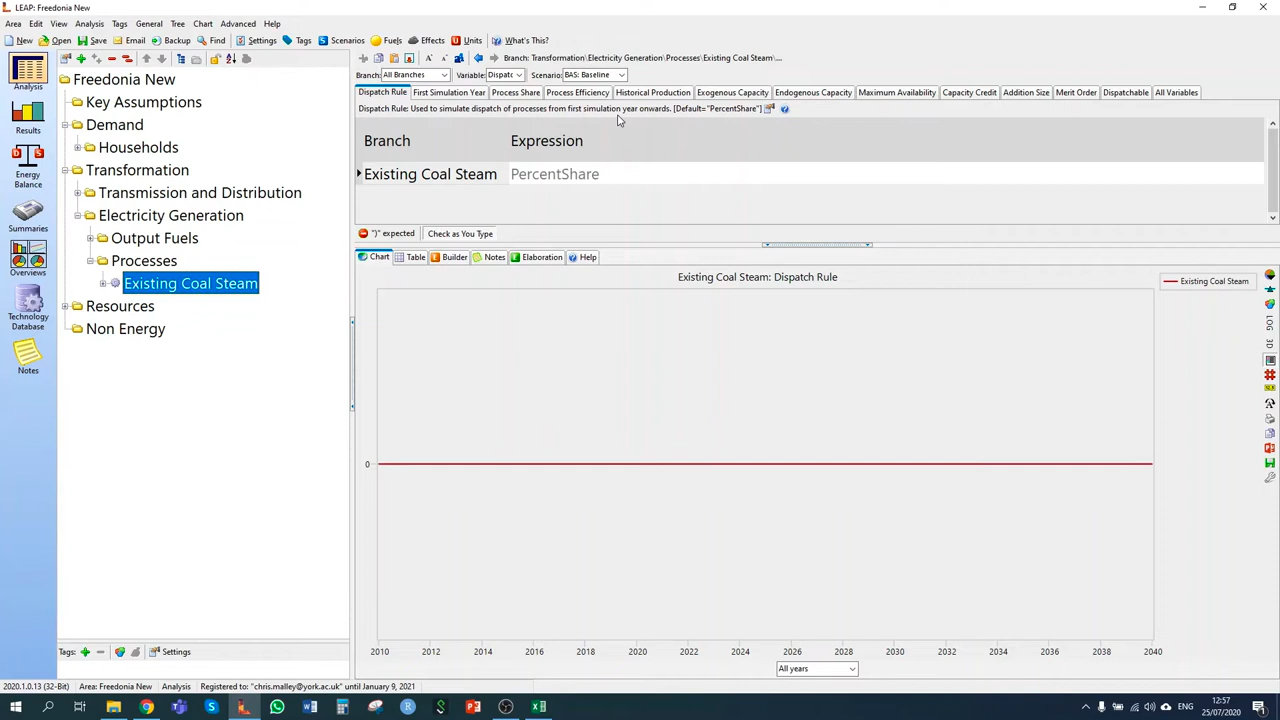 LEAP: Freedonia New
Area Edit View Analysis Tags General Tree Chart Advanced Help
New Open Save Email Backup Find Settings Tags Scenarios Fuels Effects Units What's This?
Branch: Transformation\Electricity Generation\Processes\Existing Coal Steam\...
Branch: All Branches Variable: Dispatc Scenario: BAS: Baseline
Dispatch Rule First Simulation Year Process Share Process Efficiency Historical Production Exogenous Capacity Endogenous Capacity Maximum Availability Capacity Credit Addition Size Merit Order Dispatchable All Variables
Dispatch Rule: Used to simulate dispatch of processes from first simulation year onwards. [Default="PercentShare"]
Branch Expression
Existing Coal Steam PercentShare
")" expected Check as You Type
Chart Table Builder Notes Elaboration Help
Existing Coal Steam: Dispatch Rule
Existing Coal Steam
0
2010 2012 2014 2016 2018 2020 2022 2024 2026 2028 2030 2032 2034 2036 2038 2040
All years
LOG
3D
Analysis
Results
Energy
Balance
Summaries
Overviews
Technology
Database
Notes
Freedonia New
Key Assumptions
Demand
Households
Transformation
Transmission and Distribution
Electricity Generation
Output Fuels
Processes
Existing Coal Steam
Resources
Non Energy
Tags: Settings
2020.1.0.13 (32-Bit) Area: Freedonia New Analysis Registered to: "chris.malley@york.ac.uk" until January 9, 2021
ENG
12:57
25/07/2020